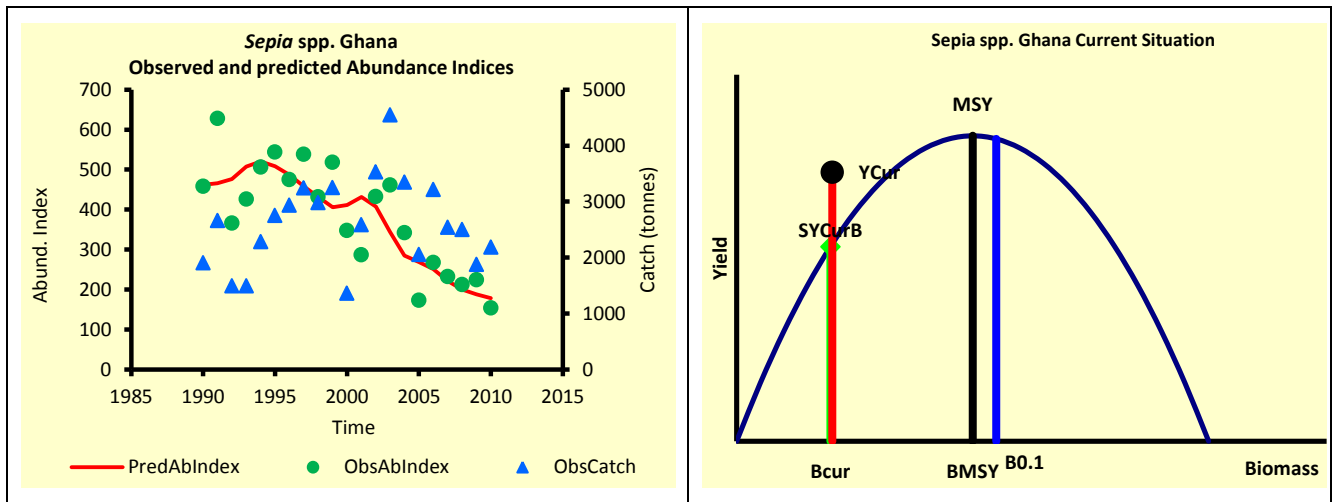 Sepia spp. Ghana
Observed and predicted Abundance Indices
700
600
500
400
300
200
100
0
Abund. Index
5000
4000
3000
2000
1000
0
Catch (tonnes)
1985 1990 1995 2000 2005 2010 2015
Time
PredAbIndex ObsAbIndex ObsCatch
Sepia spp. Ghana Current Situation
MSY
YCur
SYCurB
Yield
Bcur BMSY B0.1 Biomass